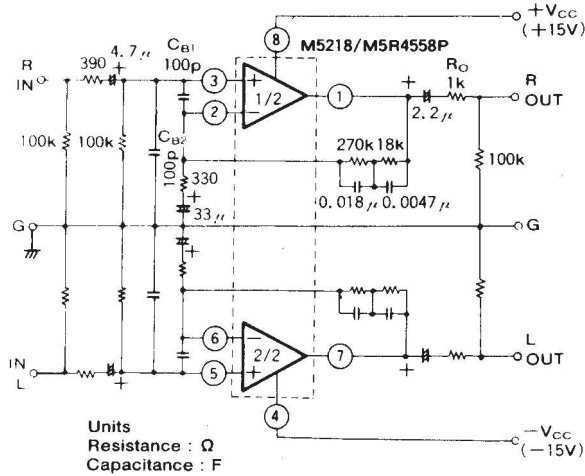 +VCC
(+15V)
8
M5218/M5R4558P
CB1
100p
4.7μ
+
390
R
IN
3
+
1/2
2
−
1
+
2.2μ
RO
1k
R
OUT
100k
100k
CB2
100p
330
+
33μ
270k
18k
0.018μ
0.0047μ
100k
G
G
+
6
−
2/2
5
+
7
+
L
OUT
IN
L
+
4
−VCC
(−15V)
Units
Resistance : Ω
Capacitance : F